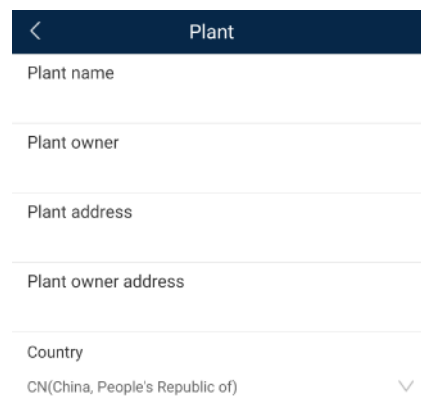 Plant
Plant name
Plant owner
Plant address
Plant owner address
Country
CN(China, People's Republic of)